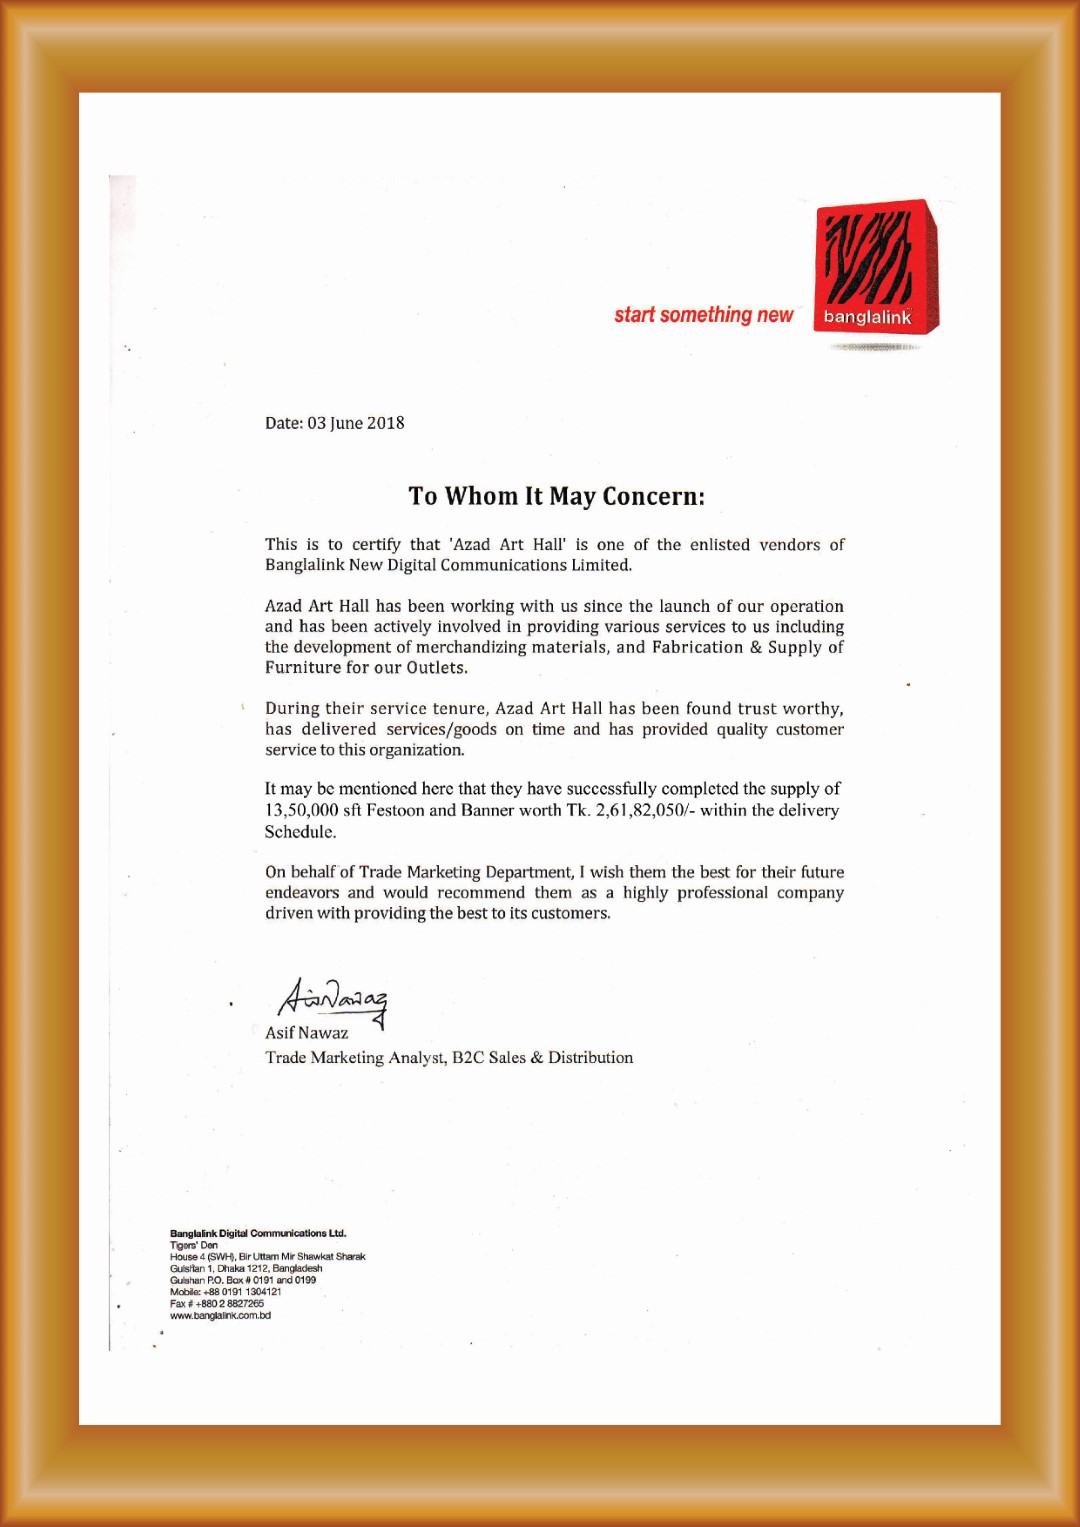 start something new
banglalink
Date: 03 June 2018
To Whom It May Concern:
This is to certify that 'Azad Art Hall' is one of the enlisted vendors of
Banglalink New Digital Communications Limited.
Azad Art Hall has been working with us since the launch of our operation
and has been actively involved in providing various services to us including
the development of merchandizing materials, and Fabrication & Supply of
Furniture for our Outlets.
During their service tenure, Azad Art Hall has been found trust worthy,
has delivered services/goods on time and has provided quality customer
service to this organization.
It may be mentioned here that they have successfully completed the supply of
13,50,000 sft Festoon and Banner worth Tk. 2,61,82,050/- within the delivery
Schedule.
On behalf of Trade Marketing Department, I wish them the best for their future
endeavors and would recommend them as a highly professional company
driven with providing the best to its customers.
Asif Nawaz
Asif Nawaz
Trade Marketing Analyst, B2C Sales & Distribution
Banglalink Digital Communications Ltd.
Tigers' Den
House 4 (SWH), Bir Uttam Mir Shawkat Sharak
Gulshan 1, Dhaka 1212, Bangladesh
Gulshan P.O. Box # 0191 and 0199
Mobile: +88 0191 1304121
Fax # +880 2 8827265
www.banglalink.com.bd